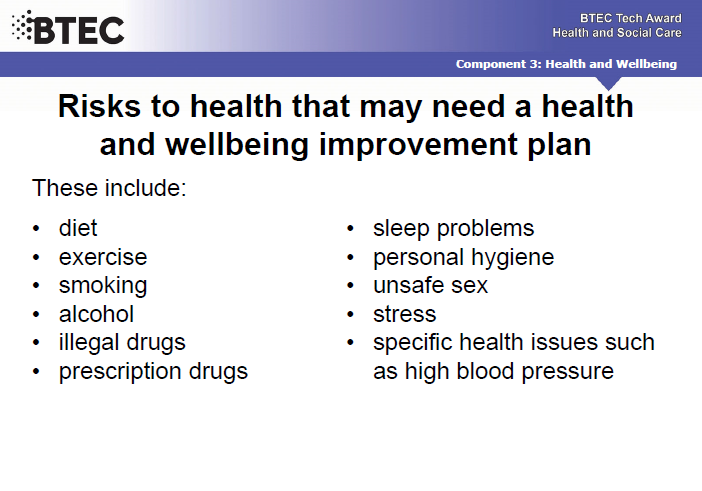 BTEC
BTEC Tech Award
Health and Social Care
Component 3: Health and Wellbeing
Risks to health that may need a health
and wellbeing improvement plan
These include:
• diet
• exercise
• smoking
• alcohol
• illegal drugs
• prescription drugs
• sleep problems
• personal hygiene
• unsafe sex
• stress
• specific health issues such
as high blood pressure